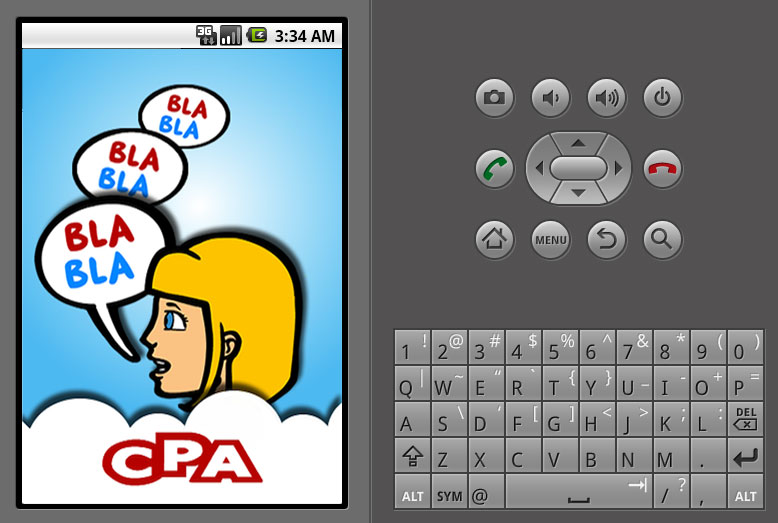 3G 3:34 AM
BLA
BLA
BLA
BLA
BLA
BLA
CPA
MENU
1 ! 2 @ 3 # 4 $ 5 % 6 ^ 7 & 8 * 9 ( 0 )
Q | W ~ E “ R ` T { Y } U _ I - O + P =
A S \ D ‘ F [ G ] H < J > K ; L : DEL
Z X C V B N M .
ALT SYM @ / ? , ALT